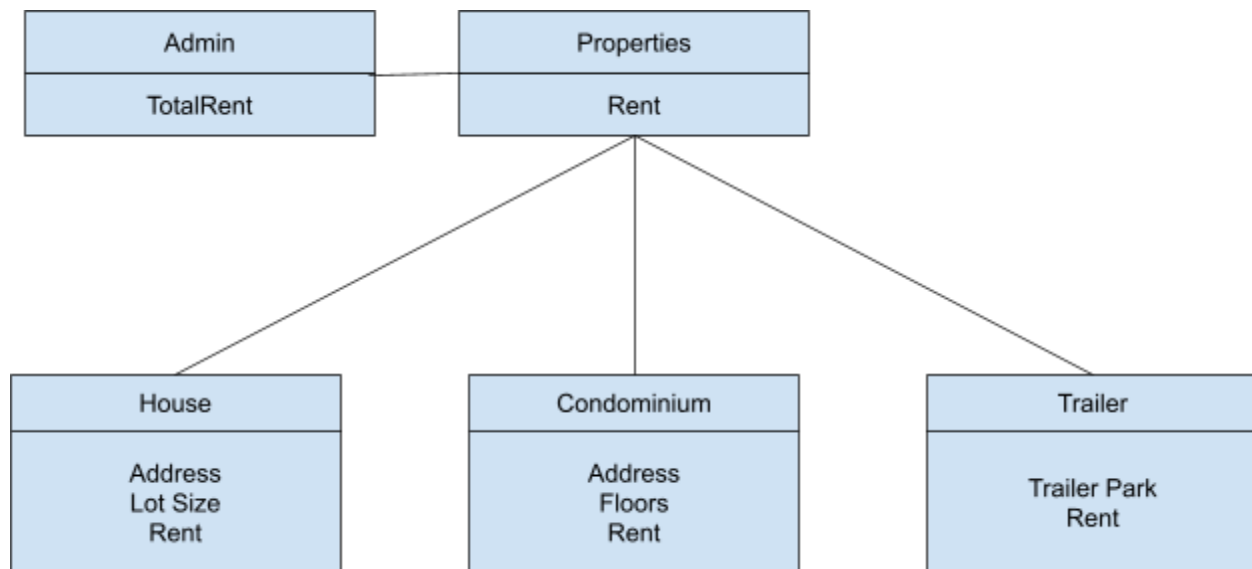 Admin
TotalRent
Properties
Rent
House
Address
Lot Size
Rent
Condominium
Address
Floors
Rent
Trailer
Trailer Park
Rent